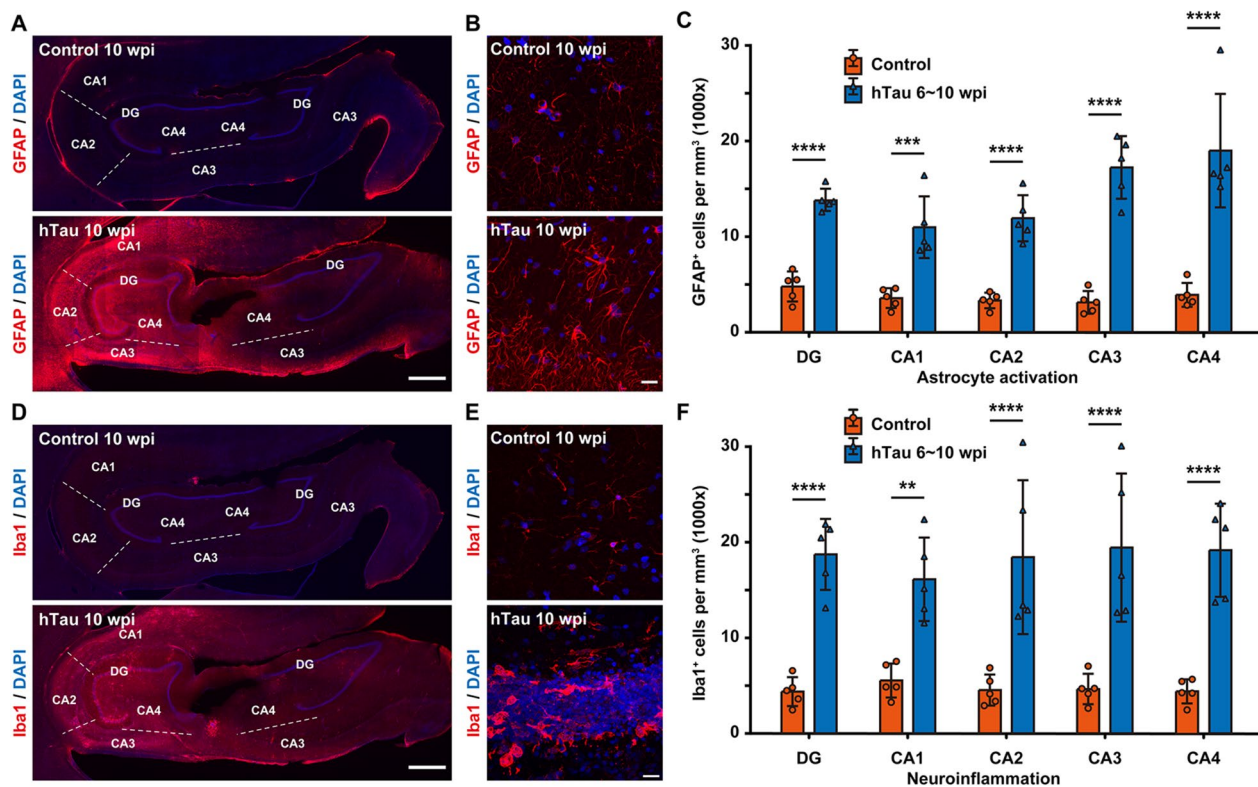 A
Control 10 wpi
CA1
DG
DG
CA4
CA4
CA3
CA2
CA3
GFAP / DAPI
hTau 10 wpi
CA1
DG
DG
CA2
CA4
CA4
CA3
CA3
GFAP / DAPI
B
Control 10 wpi
GFAP / DAPI
hTau 10 wpi
GFAP / DAPI
C
Control
hTau 6~10 wpi
GFAP⁺ cells per mm³ (1000x)
30
20
10
0
****
***
****
****
****
DG CA1 CA2 CA3 CA4
Astrocyte activation
D
Control 10 wpi
CA1
DG
DG
CA4
CA4
CA3
CA2
CA3
Iba1 / DAPI
hTau 10 wpi
CA1
DG
DG
CA2
CA4
CA4
CA3
CA3
Iba1 / DAPI
E
Control 10 wpi
Iba1 / DAPI
hTau 10 wpi
Iba1 / DAPI
F
Control
hTau 6~10 wpi
Iba1⁺ cells per mm³ (1000x)
30
20
10
0
****
**
****
****
****
DG CA1 CA2 CA3 CA4
Neuroinflammation